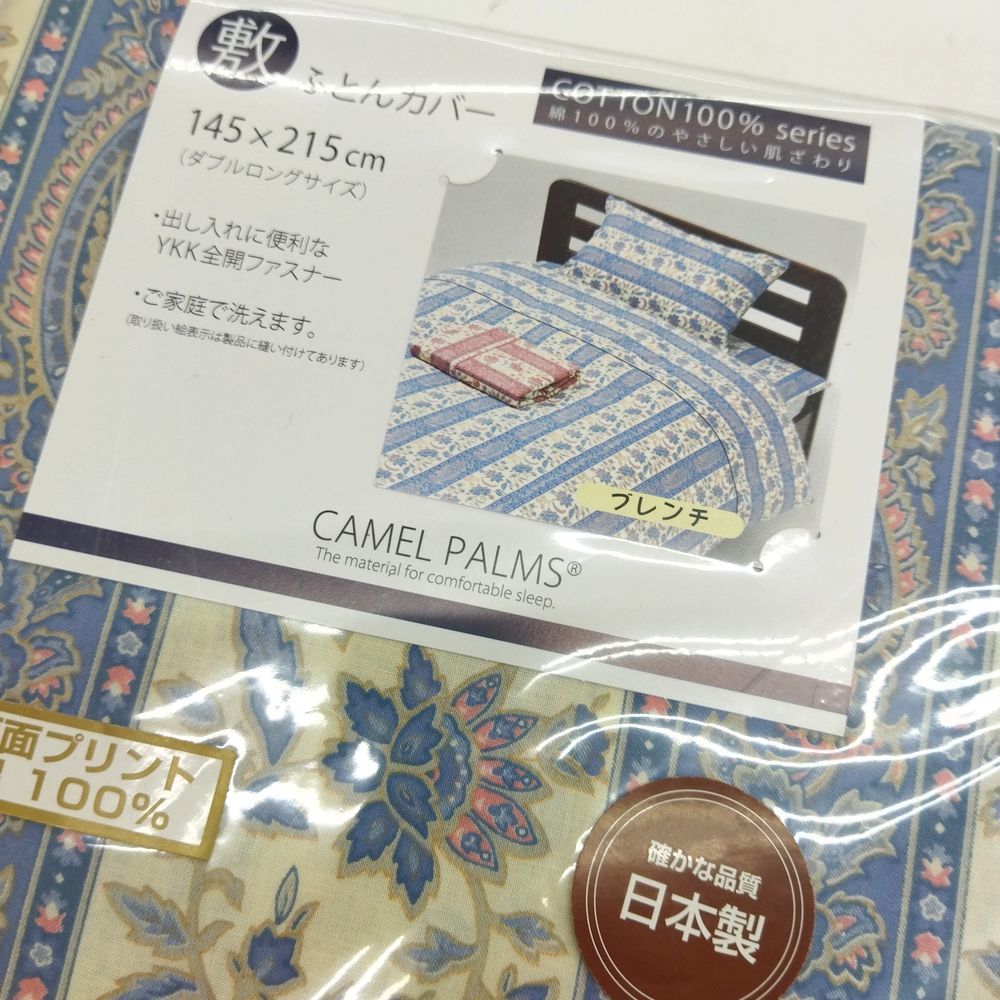 敷
ふとんカバー
145×215cm
(ダブルロングサイズ)
・出し入れに便利な
YKK全開ファスナー
・ご家庭で洗えます。
(取り扱い絵表示は製品に縫い付けてあります)
COTTON100% series
綿100%のやさしい肌ざわり
ブレンチ
CAMEL PALMS®
The material for comfortable sleep.
面プリント
100%
確かな品質
日本製